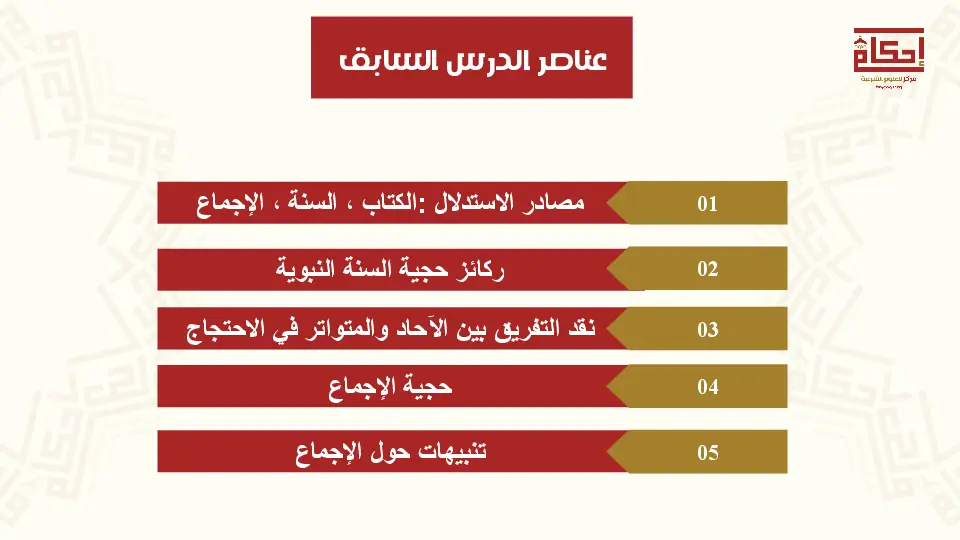 عناصر الدرس السابق
إحكام
مركز للعلوم الشرعية
01
مصادر الاستدلال :الكتاب ، السنة ، الإجماع
02
ركائز حجية السنة النبوية
03
نقد التفريق بين الآحاد والمتواتر في الاحتجاج
04
حجية الإجماع
05
تنبيهات حول الإجماع